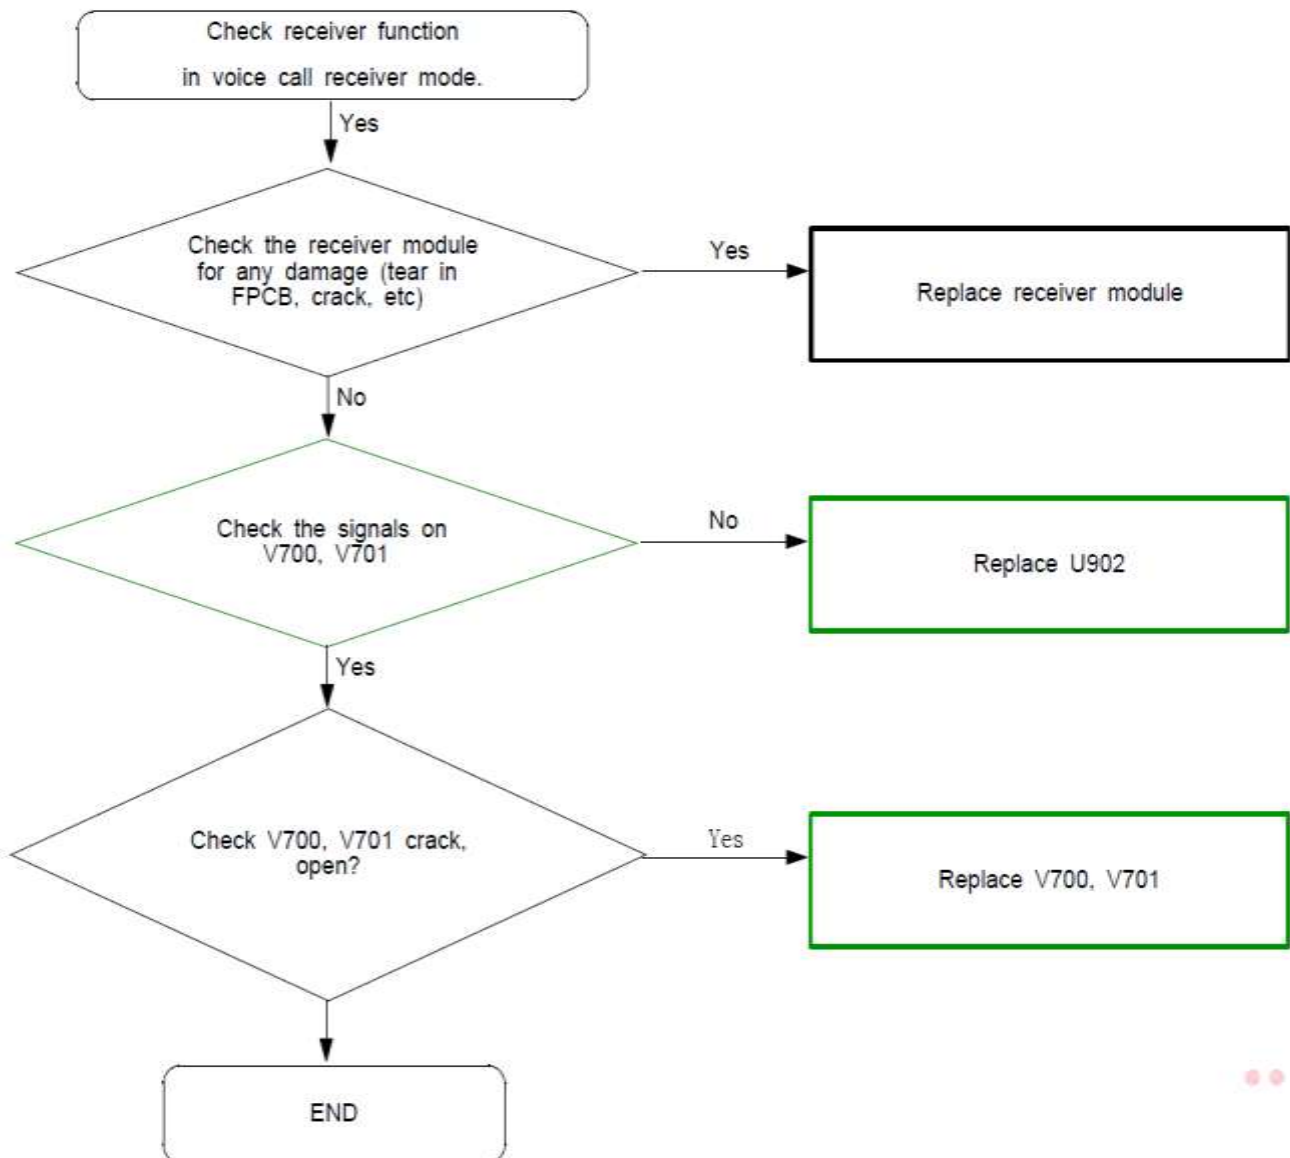 Check receiver function
in voice call receiver mode.
Yes
Check the receiver module
for any damage (tear in
FPCB, crack, etc)
Yes
Replace receiver module
No
Check the signals on
V700, V701
No
Replace U902
Yes
Check V700, V701 crack,
open?
Yes
Replace V700, V701
END